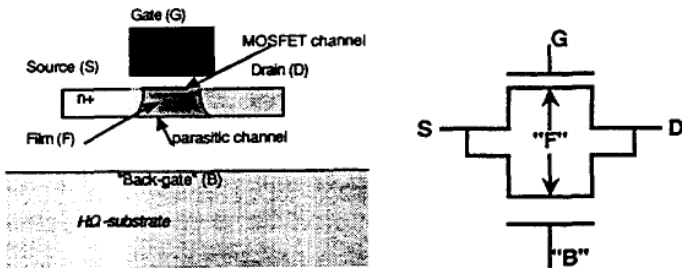 Gate (G)
MOSFET channel
Source (S)
Drain (D)
n+
Film (F)
parasitic channel
"Back-gate" (B)
HΩ-substrate
G
S
"F"
D
"B"